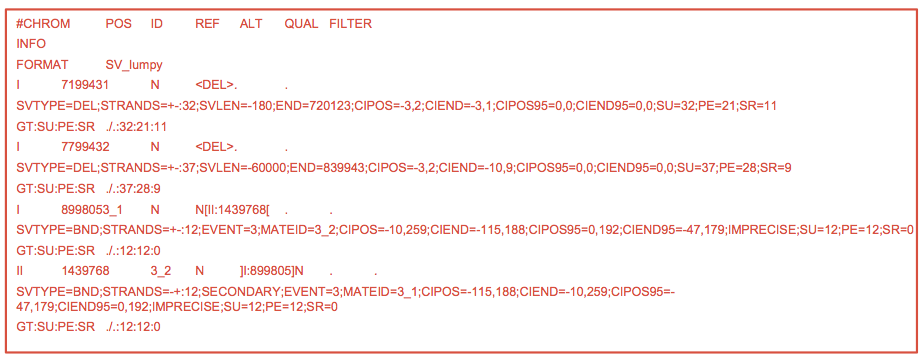 #CHROM POS ID REF ALT QUAL FILTER
INFO
FORMAT SV_lumpy
I 7199431 N <DEL>. .
SVTYPE=DEL;STRANDS=+-:32;SVLEN=-180;END=720123;CIPOS=-3,2;CIEND=-3,1;CIPOS95=0,0;CIEND95=0,0;SU=32;PE=21;SR=11
GT:SU:PE:SR ./.:32:21:11
I 7799432 N <DEL>. .
SVTYPE=DEL;STRANDS=+-:37;SVLEN=-60000;END=839943;CIPOS=-3,2;CIEND=-10,9;CIPOS95=0,0;CIEND95=0,0;SU=37;PE=28;SR=9
GT:SU:PE:SR ./.:37:28:9
I 8998053_1 N N[II:1439768[ . .
SVTYPE=BND;STRANDS=+-:12;EVENT=3;MATEID=3_2;CIPOS=-10,259;CIEND=-115,188;CIPOS95=0,192;CIEND95=-47,179;IMPRECISE;SU=12;PE=12;SR=0
GT:SU:PE:SR ./.:12:12:0
II 1439768 3_2 N ]I:899805]N . .
SVTYPE=BND;STRANDS=-+:12;SECONDARY;EVENT=3;MATEID=3_1;CIPOS=-115,188;CIEND=-10,259;CIPOS95=-
47,179;CIEND95=0,192;IMPRECISE;SU=12;PE=12;SR=0
GT:SU:PE:SR ./.:12:12:0